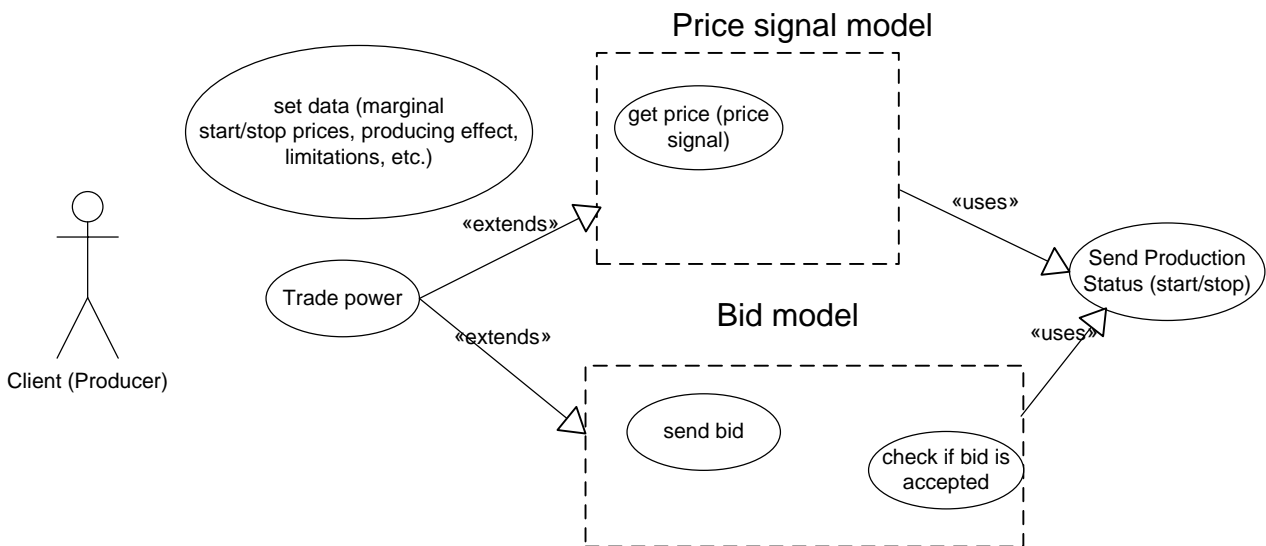 Price signal model
set data (marginal
start/stop prices, producing effect,
limitations, etc.)
get price (price
signal)
«extends»
«uses»
Trade power
Send Production
Status (start/stop)
Bid model
«extends»
«uses»
Client (Producer)
send bid
check if bid is
accepted